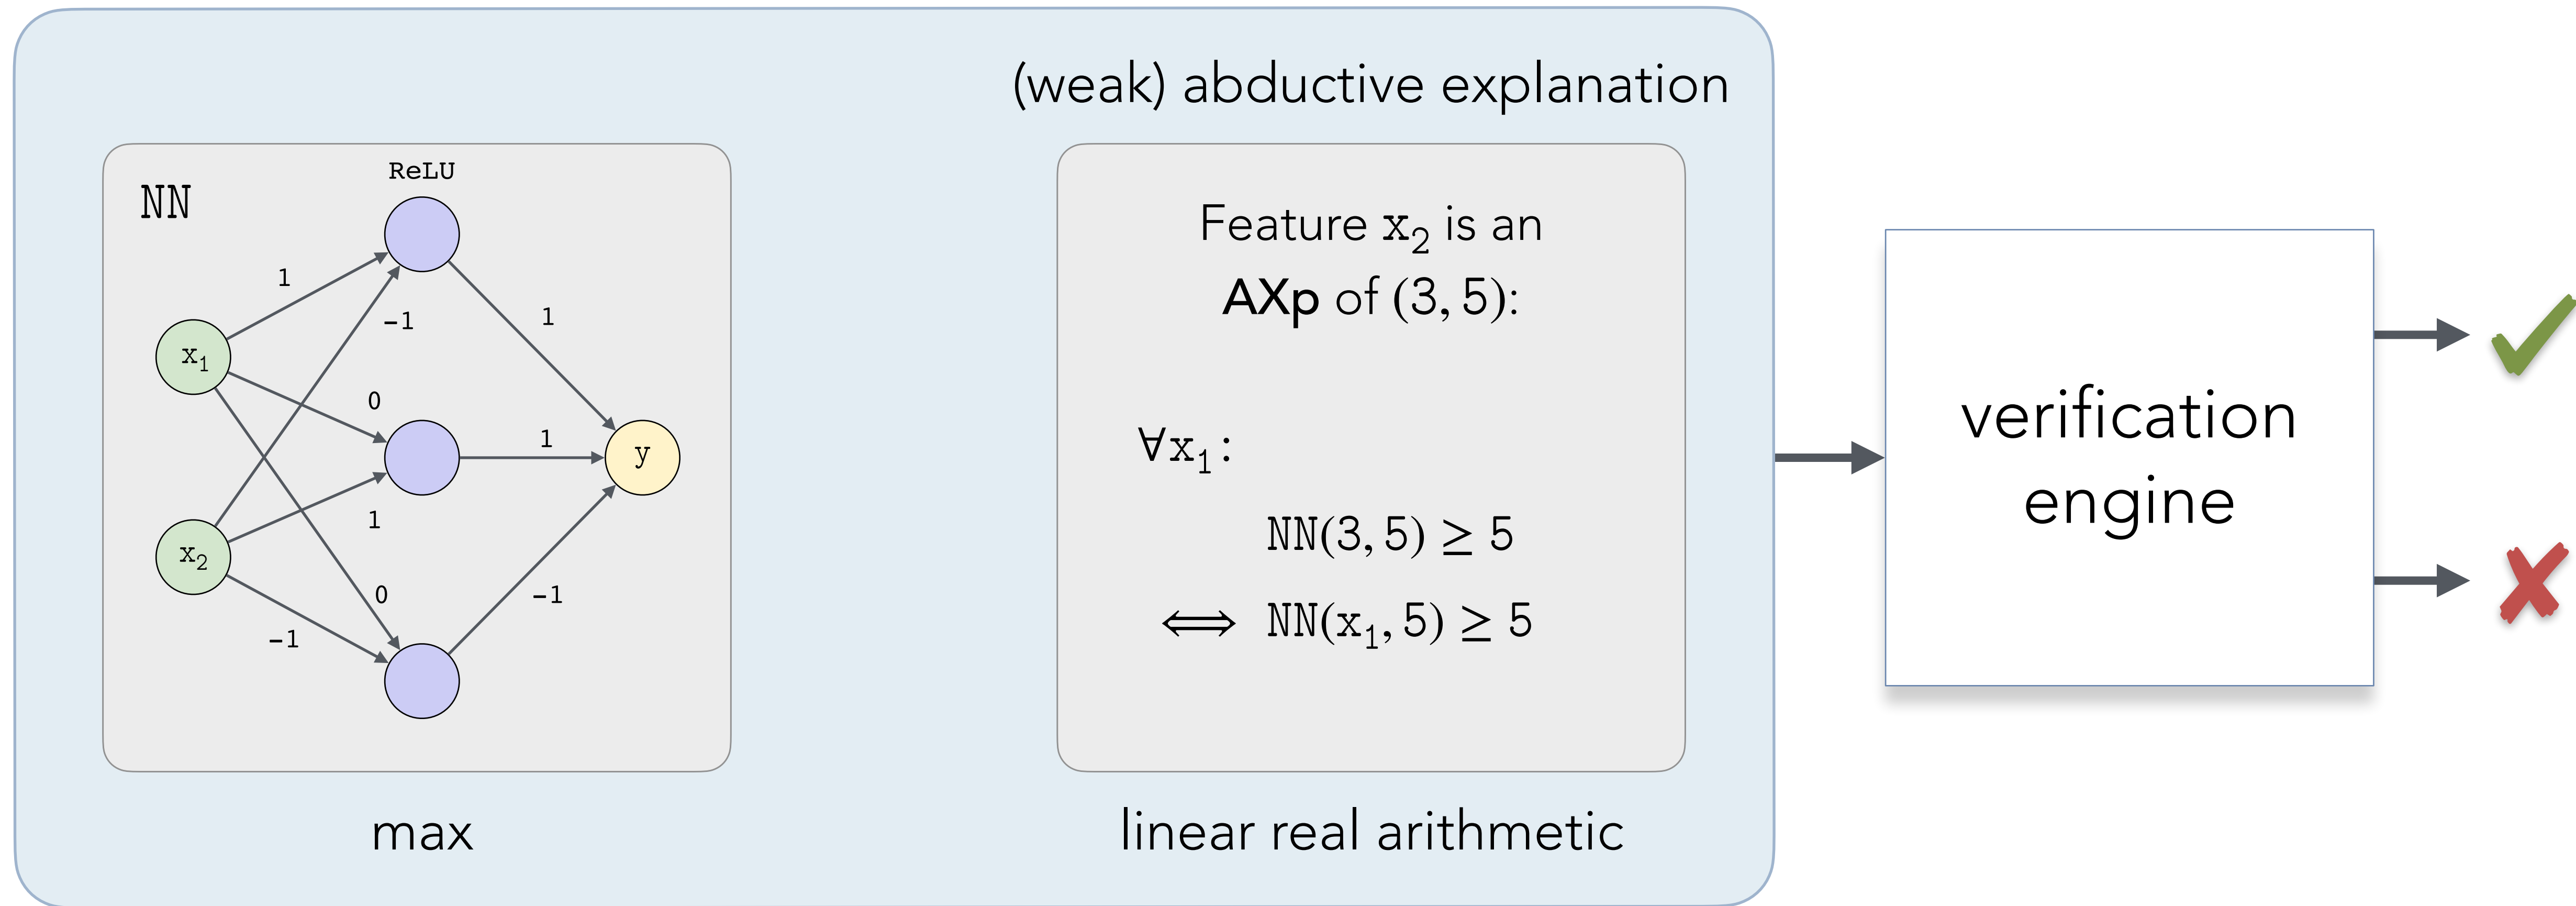 (weak) abductive explanation
NN
ReLU
1
-1
x₁
1
0
1
y
1
x₂
0
-1
-1
max
Feature x₂ is an
AXp of (3, 5):
∀x₁:
NN(3, 5) ≥ 5
⟺ NN(x₁, 5) ≥ 5
linear real arithmetic
verification
engine